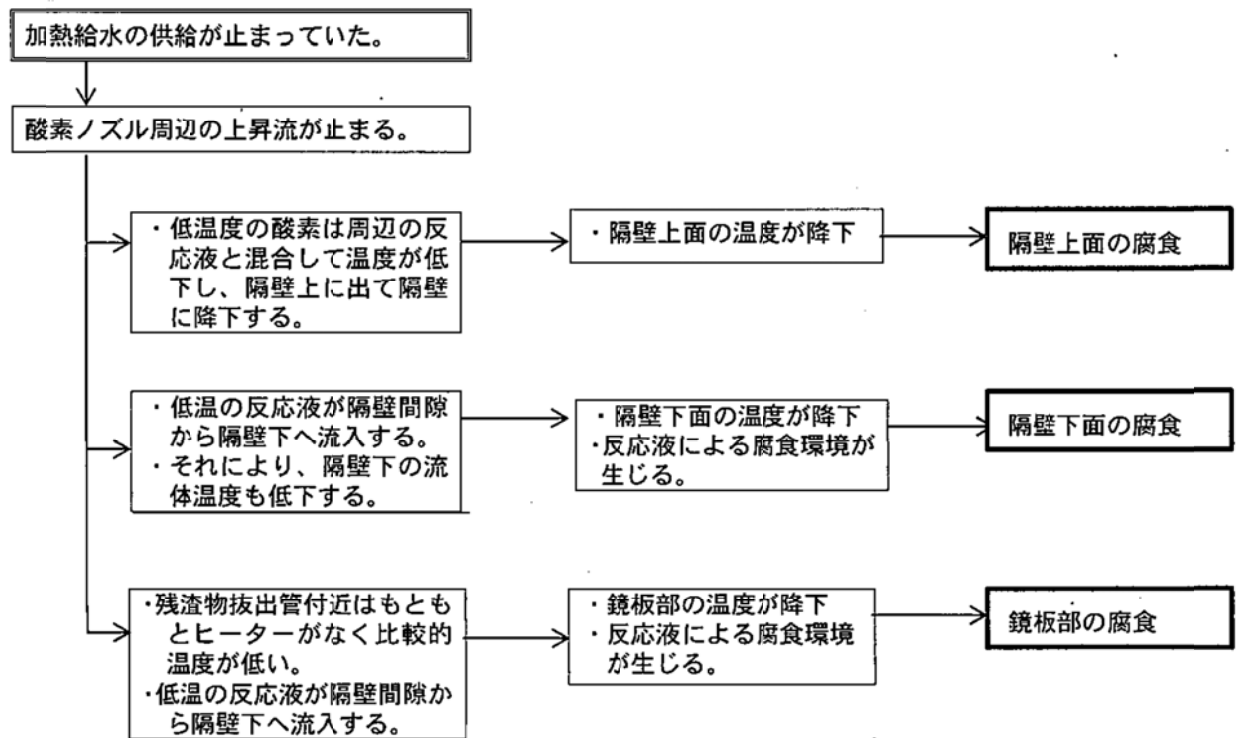 加熱給水の供給が止まっていた。
酸素ノズル周辺の上昇流が止まる。
・低温度の酸素は周辺の反
応液と混合して温度が低
下し、隔壁上に出て隔壁
に降下する。
・隔壁上面の温度が降下
隔壁上面の腐食
・低温の反応液が隔壁間隙
から隔壁下へ流入する。
・それにより、隔壁下の流
体温度も低下する。
・隔壁下面の温度が降下
・反応液による腐食環境が
生じる。
隔壁下面の腐食
・残渣物抜出管付近はもとも
とヒーターがなく比較的
温度が低い。
・低温の反応液が隔壁間隙か
ら隔壁下へ流入する。
・鏡板部の温度が降下
・反応液による腐食環境
が生じる。
鏡板部の腐食